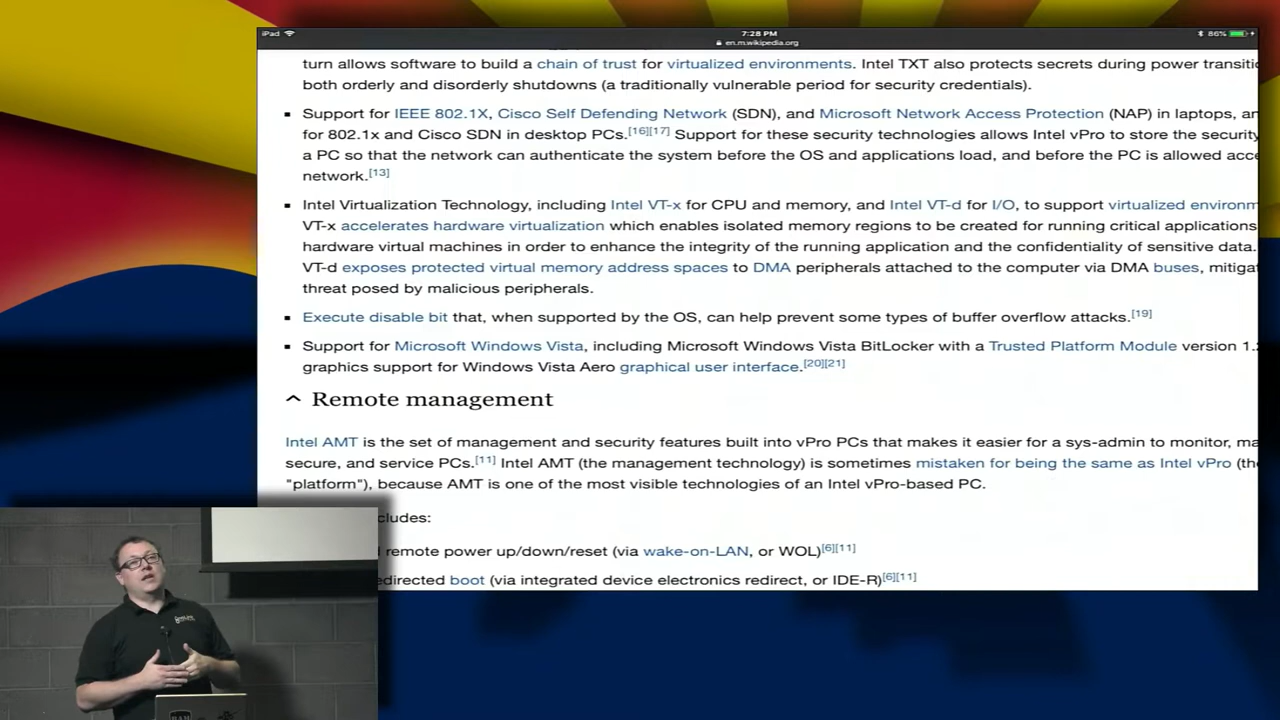 iPad
7:28 PM
86%
en.m.wikipedia.org
turn allows software to build a chain of trust for virtualized environments. Intel TXT also protects secrets during power transiti
both orderly and disorderly shutdowns (a traditionally vulnerable period for security credentials).
Support for IEEE 802.1X, Cisco Self Defending Network (SDN), and Microsoft Network Access Protection (NAP) in laptops, an
for 802.1x and Cisco SDN in desktop PCs.[16][17] Support for these security technologies allows Intel vPro to store the security
a PC so that the network can authenticate the system before the OS and applications load, and before the PC is allowed acce
network.[13]
Intel Virtualization Technology, including Intel VT-x for CPU and memory, and Intel VT-d for I/O, to support virtualized environm
VT-x accelerates hardware virtualization which enables isolated memory regions to be created for running critical applications
hardware virtual machines in order to enhance the integrity of the running application and the confidentiality of sensitive data.
VT-d exposes protected virtual memory address spaces to DMA peripherals attached to the computer via DMA buses, mitigat
threat posed by malicious peripherals.
Execute disable bit that, when supported by the OS, can help prevent some types of buffer overflow attacks.[19]
Support for Microsoft Windows Vista, including Microsoft Windows Vista BitLocker with a Trusted Platform Module version 1.2
graphics support for Windows Vista Aero graphical user interface.[20][21]
Remote management
Intel AMT is the set of management and security features built into vPro PCs that makes it easier for a sys-admin to monitor, ma
secure, and service PCs.[11] Intel AMT (the management technology) is sometimes mistaken for being the same as Intel vPro (the
"platform"), because AMT is one of the most visible technologies of an Intel vPro-based PC.
cludes:
remote power up/down/reset (via wake-on-LAN, or WOL)[6][11]
edirected boot (via integrated device electronics redirect, or IDE-R)[6][11]